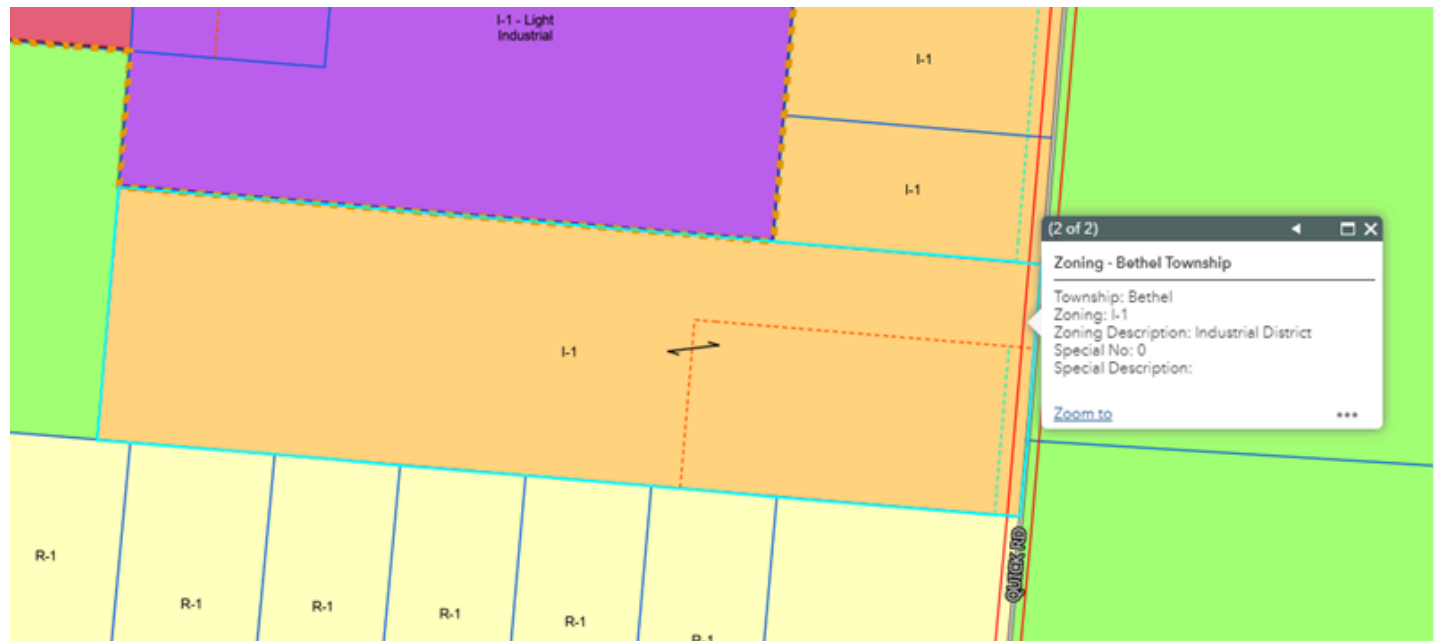 I-1 - Light
Industrial
I-1
I-1
(2 of 2)
Zoning - Bethel Township
Township: Bethel
Zoning: I-1
Zoning Description: Industrial District
Special No: 0
Special Description:
Zoom to
I-1
QUICK RD
R-1
R-1
R-1
R-1
R-1
R-1